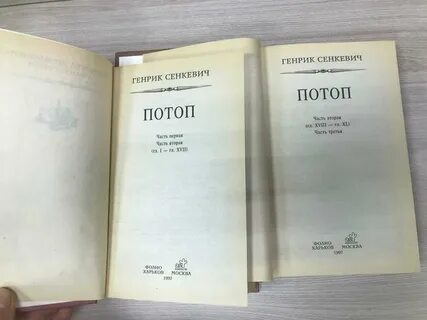 ГЕНРИК СЕНКЕВИЧ
ПОТОП
Часть первая
Часть вторая
(гл. I — гл. XVII)
ФОЛИО
ХАРЬКОВ
МОСКВА
1997
ГЕНРИК СЕНКЕВИЧ
ПОТОП
Часть вторая
(гл. XVIII — гл. XL)
Часть третья
ФОЛИО
ХАРЬКОВ
МОСКВА
1997